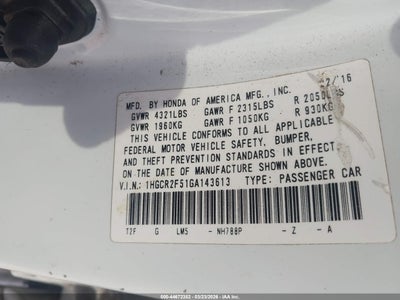 MFD. BY HONDA OF AMERICA MFG., INC. 2/16
GVWR 4321LBS GAWR F 2315LBS R 2050LBS
GVWR 1960KG GAWR F 1050KG R 930KG
THIS VEHICLE CONFORMS TO ALL APPLICABLE
FEDERAL MOTOR VEHICLE SAFETY, BUMPER,
AND THEFT PREVENTION STANDARDS IN EFFECT
ON THE DATE OF MANUFACTURE SHOWN ABOVE.
V.I.N.: 1HGCR2F51GA143613 TYPE: PASSENGER CAR
T2F G LM5 - NH788P - Z - A